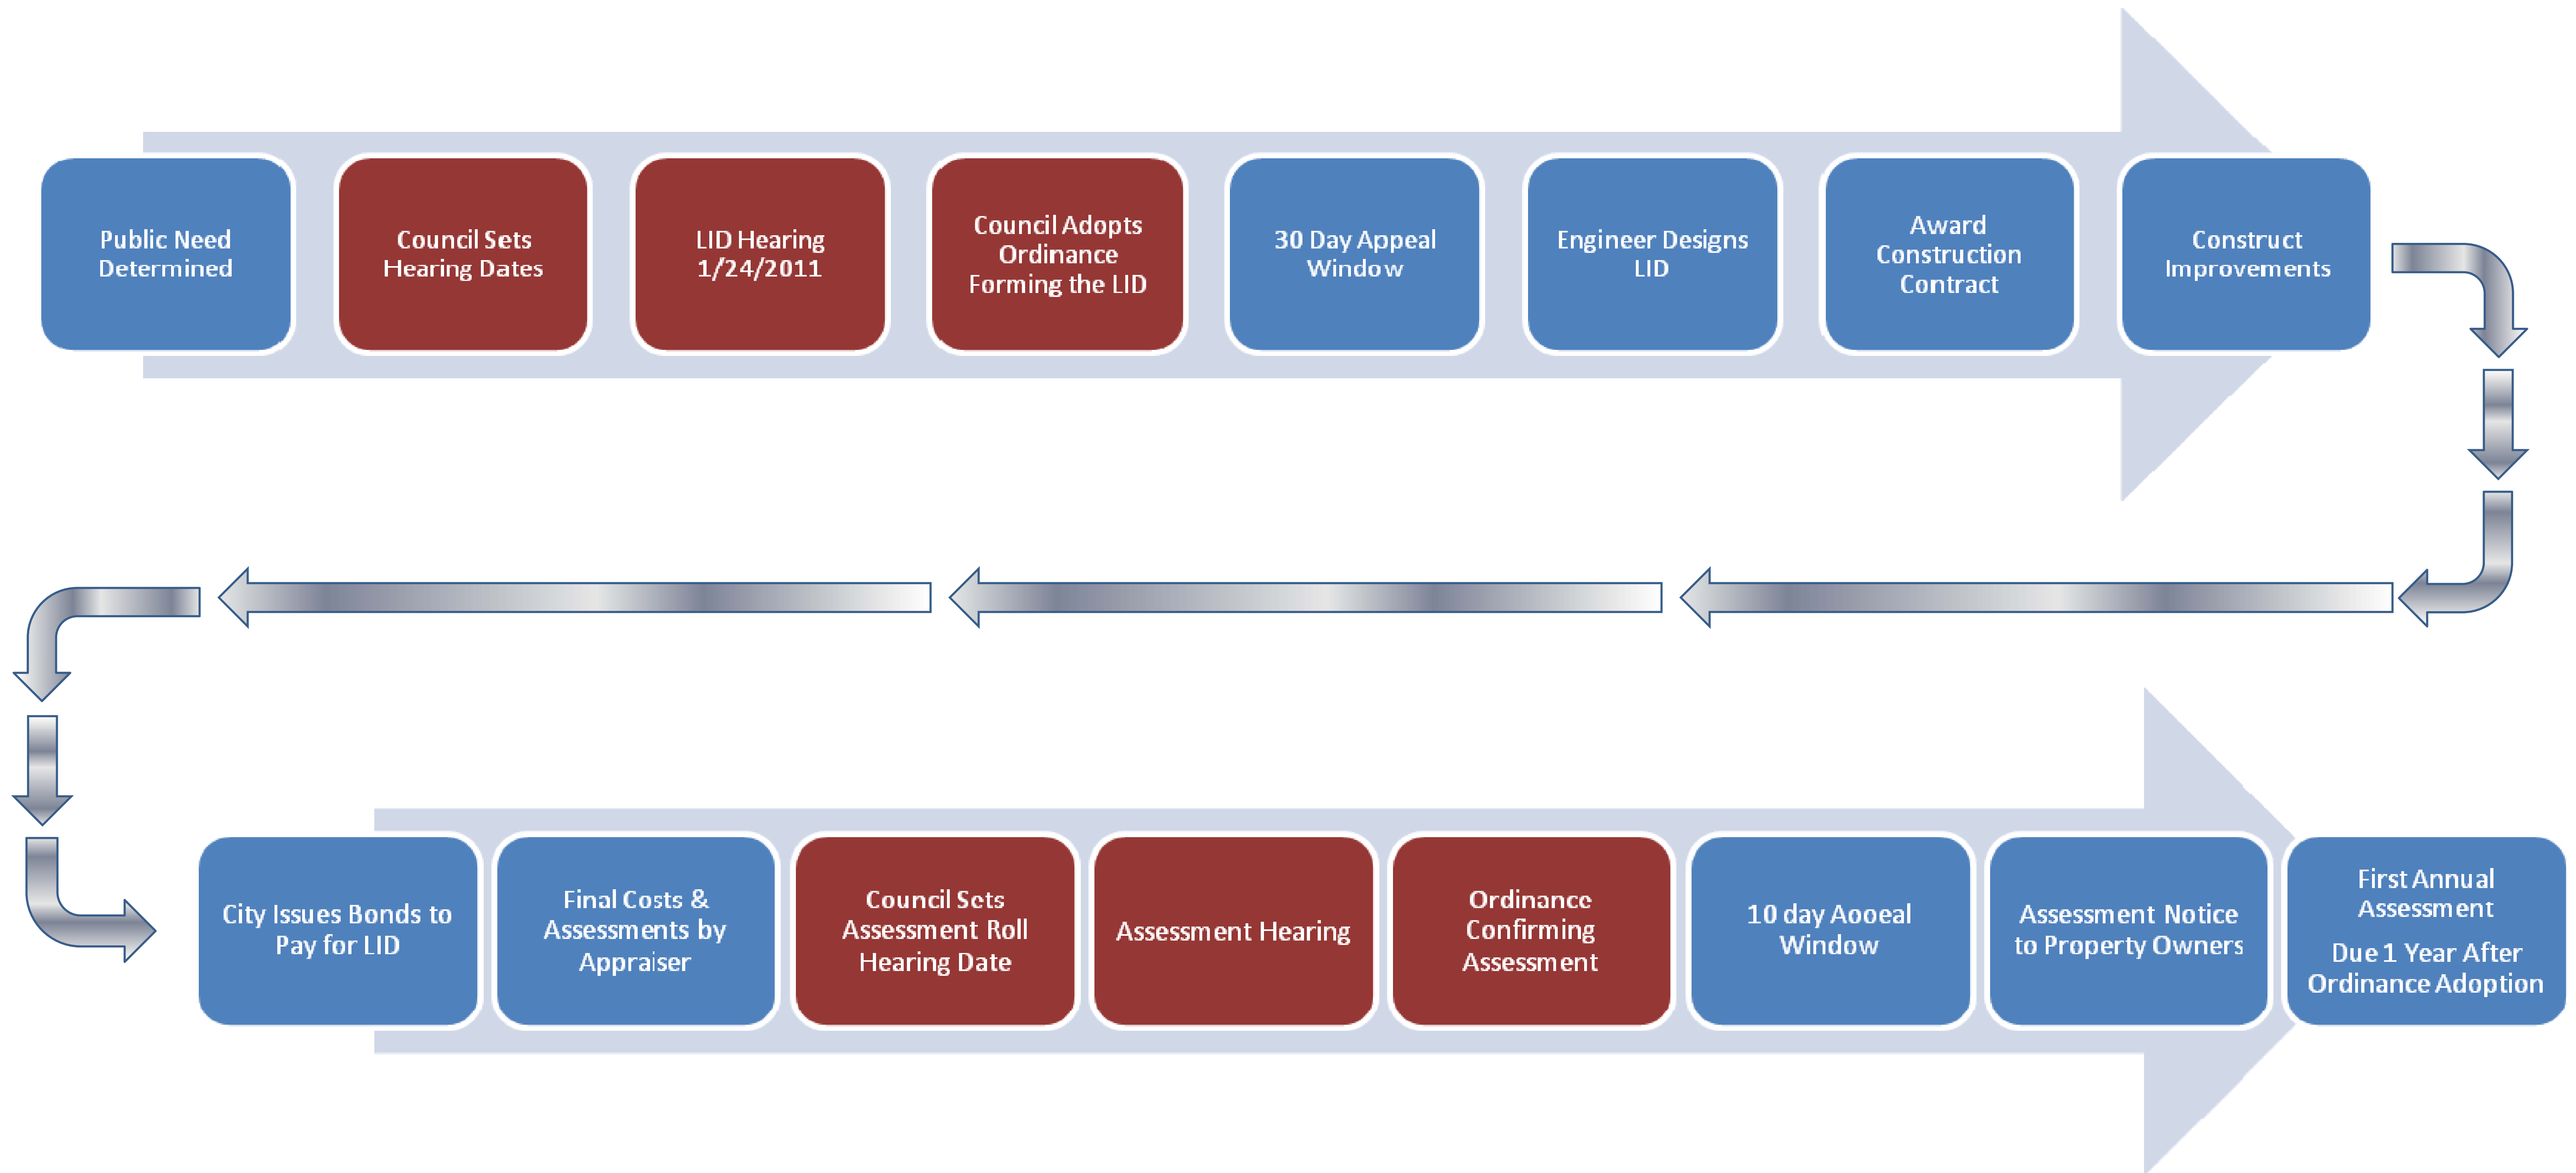 Public Need
Determined
Council Sets
Hearing Dates
LID Hearing
1/24/2011
Council Adopts
Ordinance
Forming the LID
30 Day Appeal
Window
Engineer Designs
LID
Award
Construction
Contract
Construct
Improvements
City Issues Bonds to
Pay for LID
Final Costs &
Assessments by
Appraiser
Council Sets
Assessment Roll
Hearing Date
Assessment Hearing
Ordinance
Confirming
Assessment
10 day Aooeal
Window
Assessment Notice
to Property Owners
First Annual
Assessment
Due 1 Year After
Ordinance Adoption